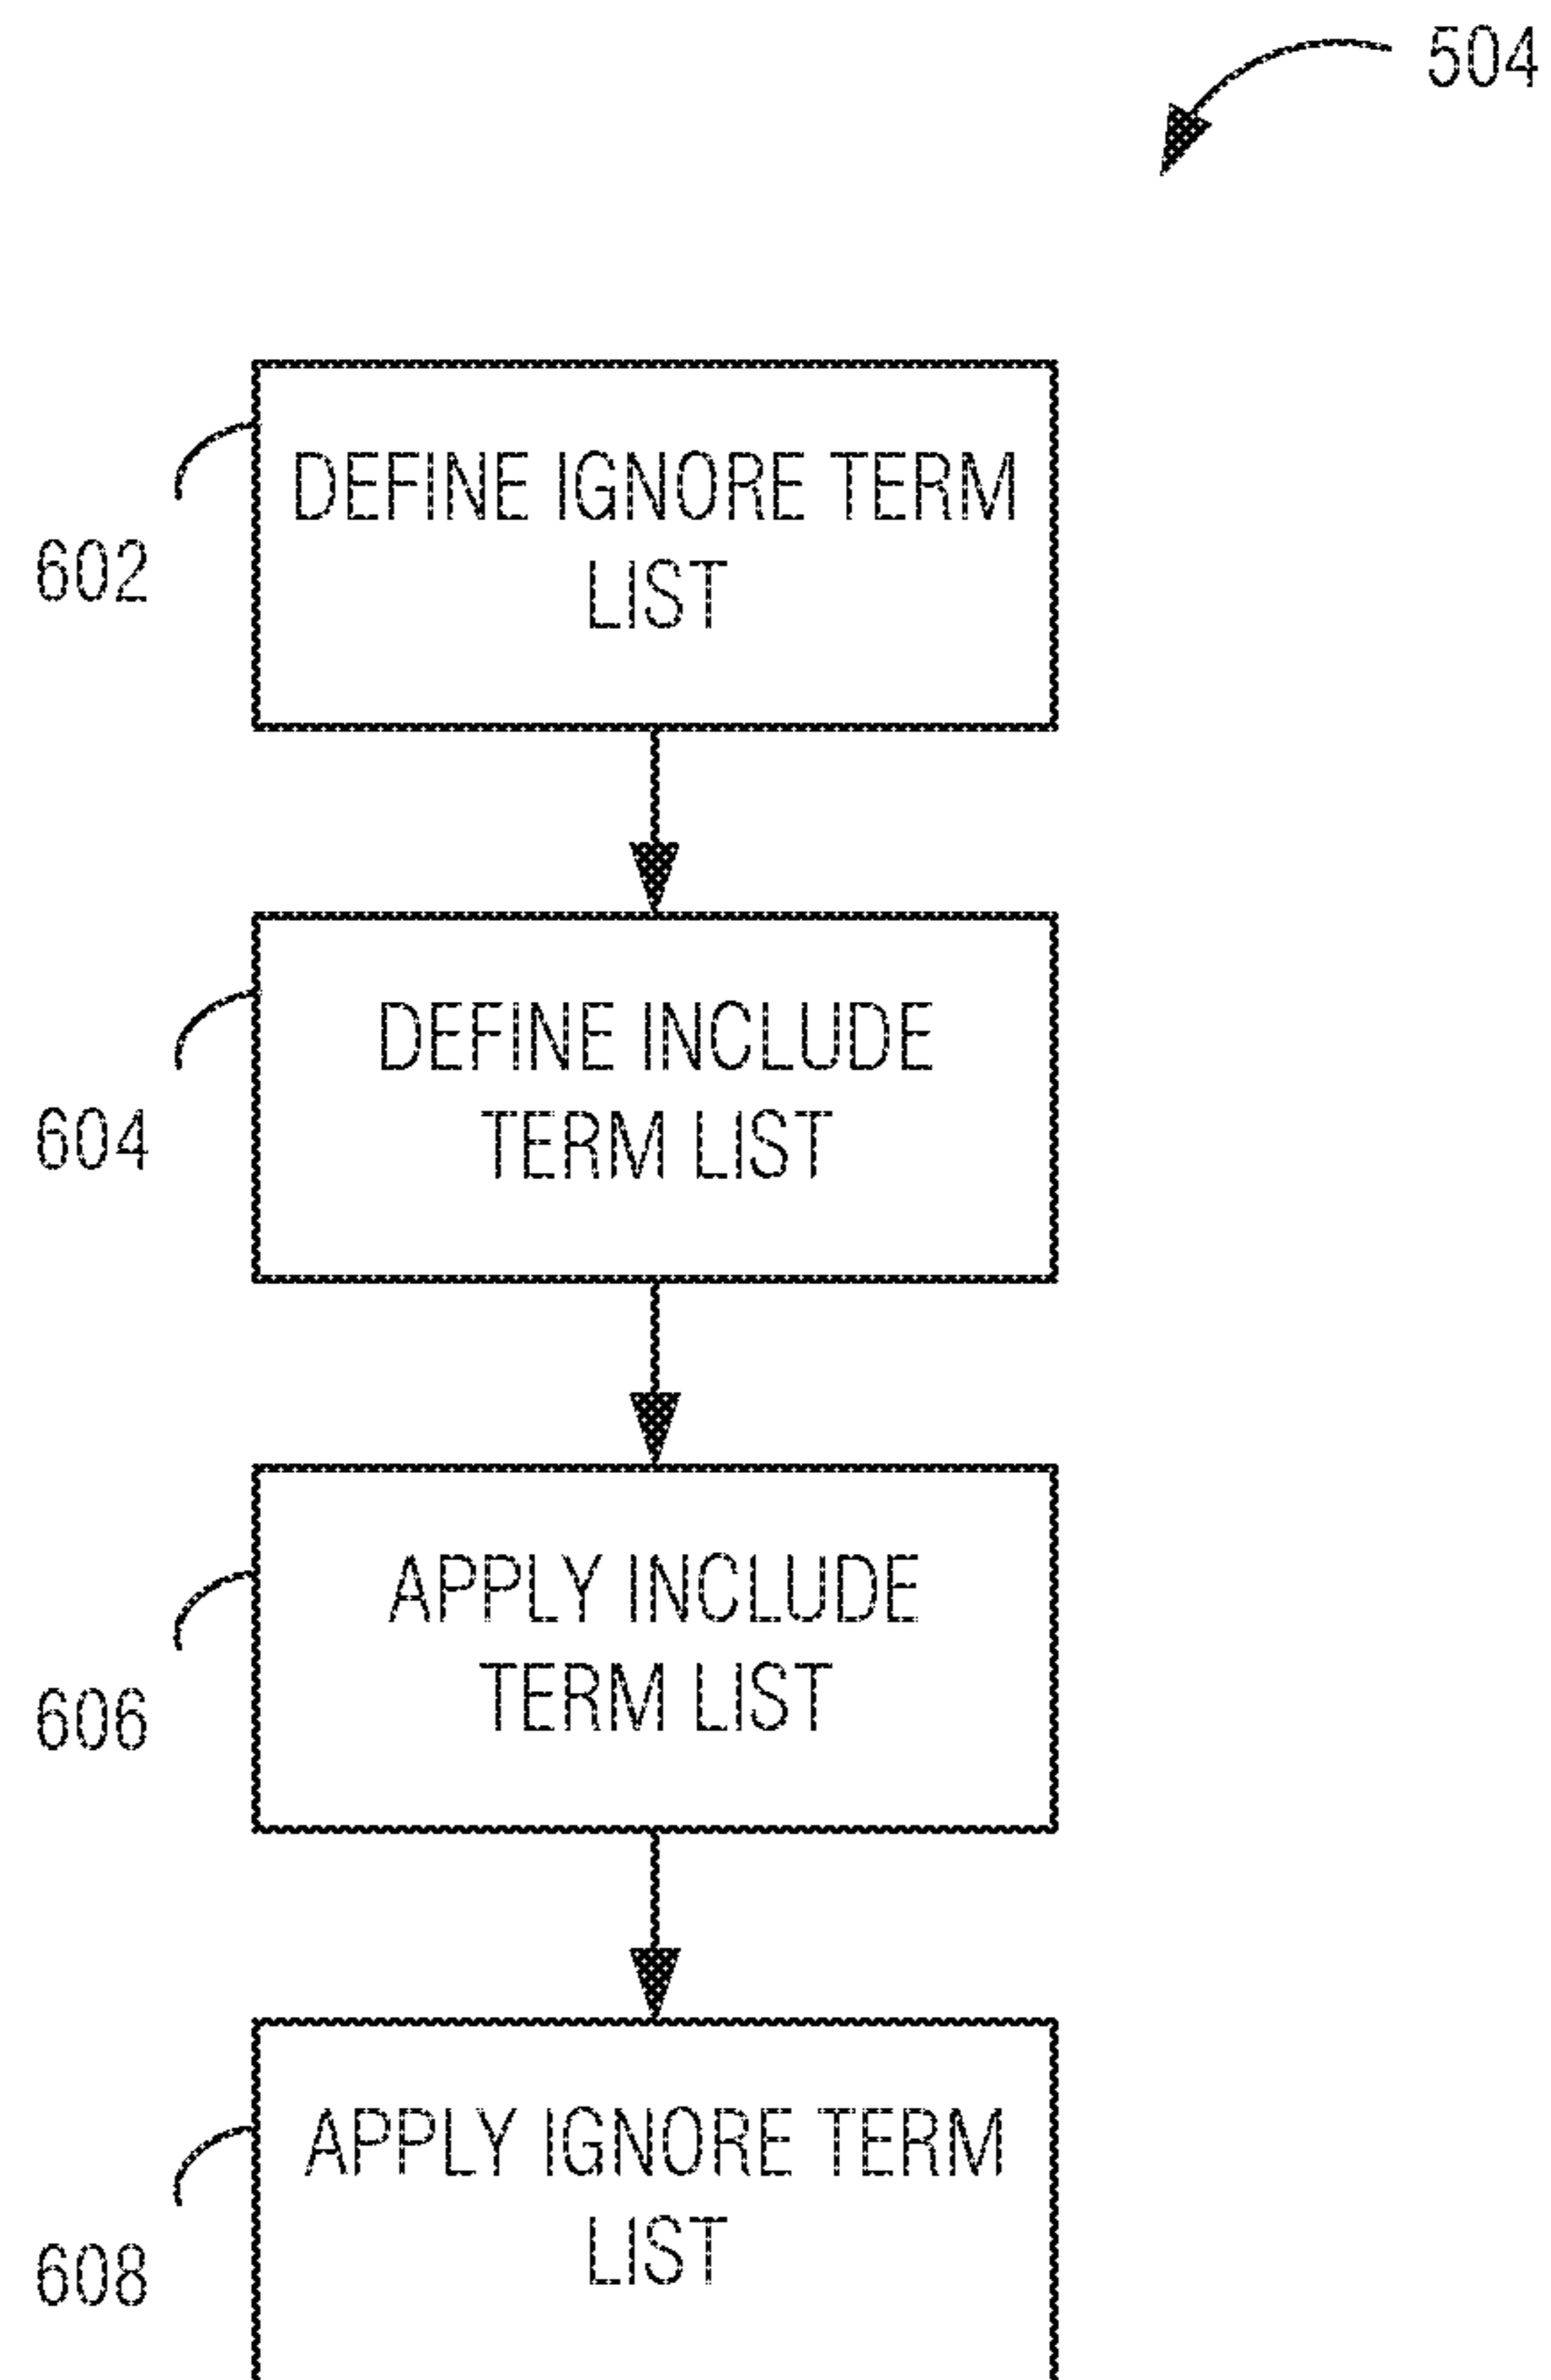 504
DEFINE IGNORE TERM
LIST
602
DEFINE INCLUDE
TERM LIST
604
APPLY INCLUDE
TERM LIST
606
APPLY IGNORE TERM
LIST
608